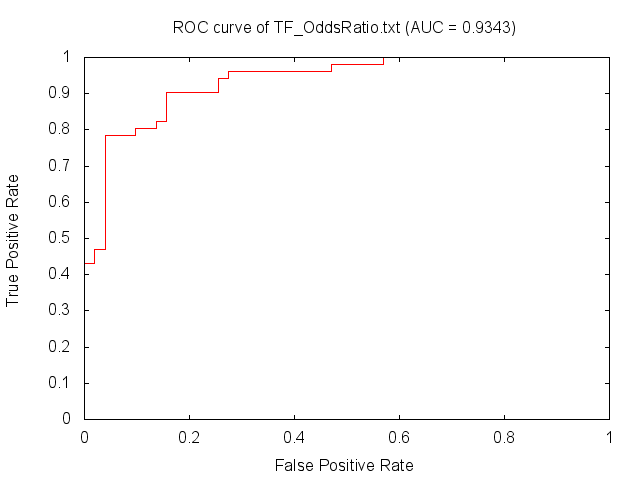 ROC curve of TF_OddsRatio.txt (AUC = 0.9343)
1
0.9
0.8
0.7
0.6
0.5
0.4
0.3
0.2
0.1
0
True Positive Rate
0 0.2 0.4 0.6 0.8 1
False Positive Rate